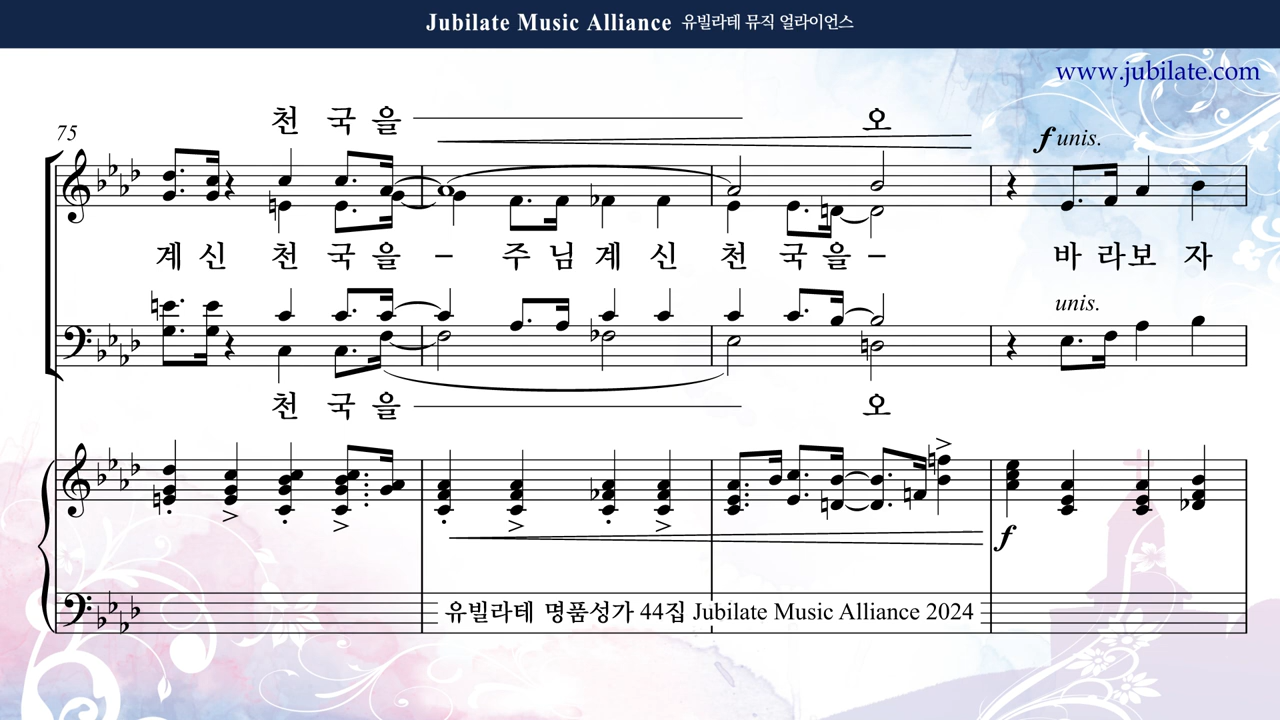 Jubilate Music Alliance 유빌라테 뮤직 얼라이언스
www.jubilate.com
75
천 국 을 오
f unis.
계 신 천 국 을 - 주 님 계 신 천 국 을 - 바 라 보 자
unis.
천 국 을 오
f
유빌라테 명품성가 44집 Jubilate Music Alliance 2024